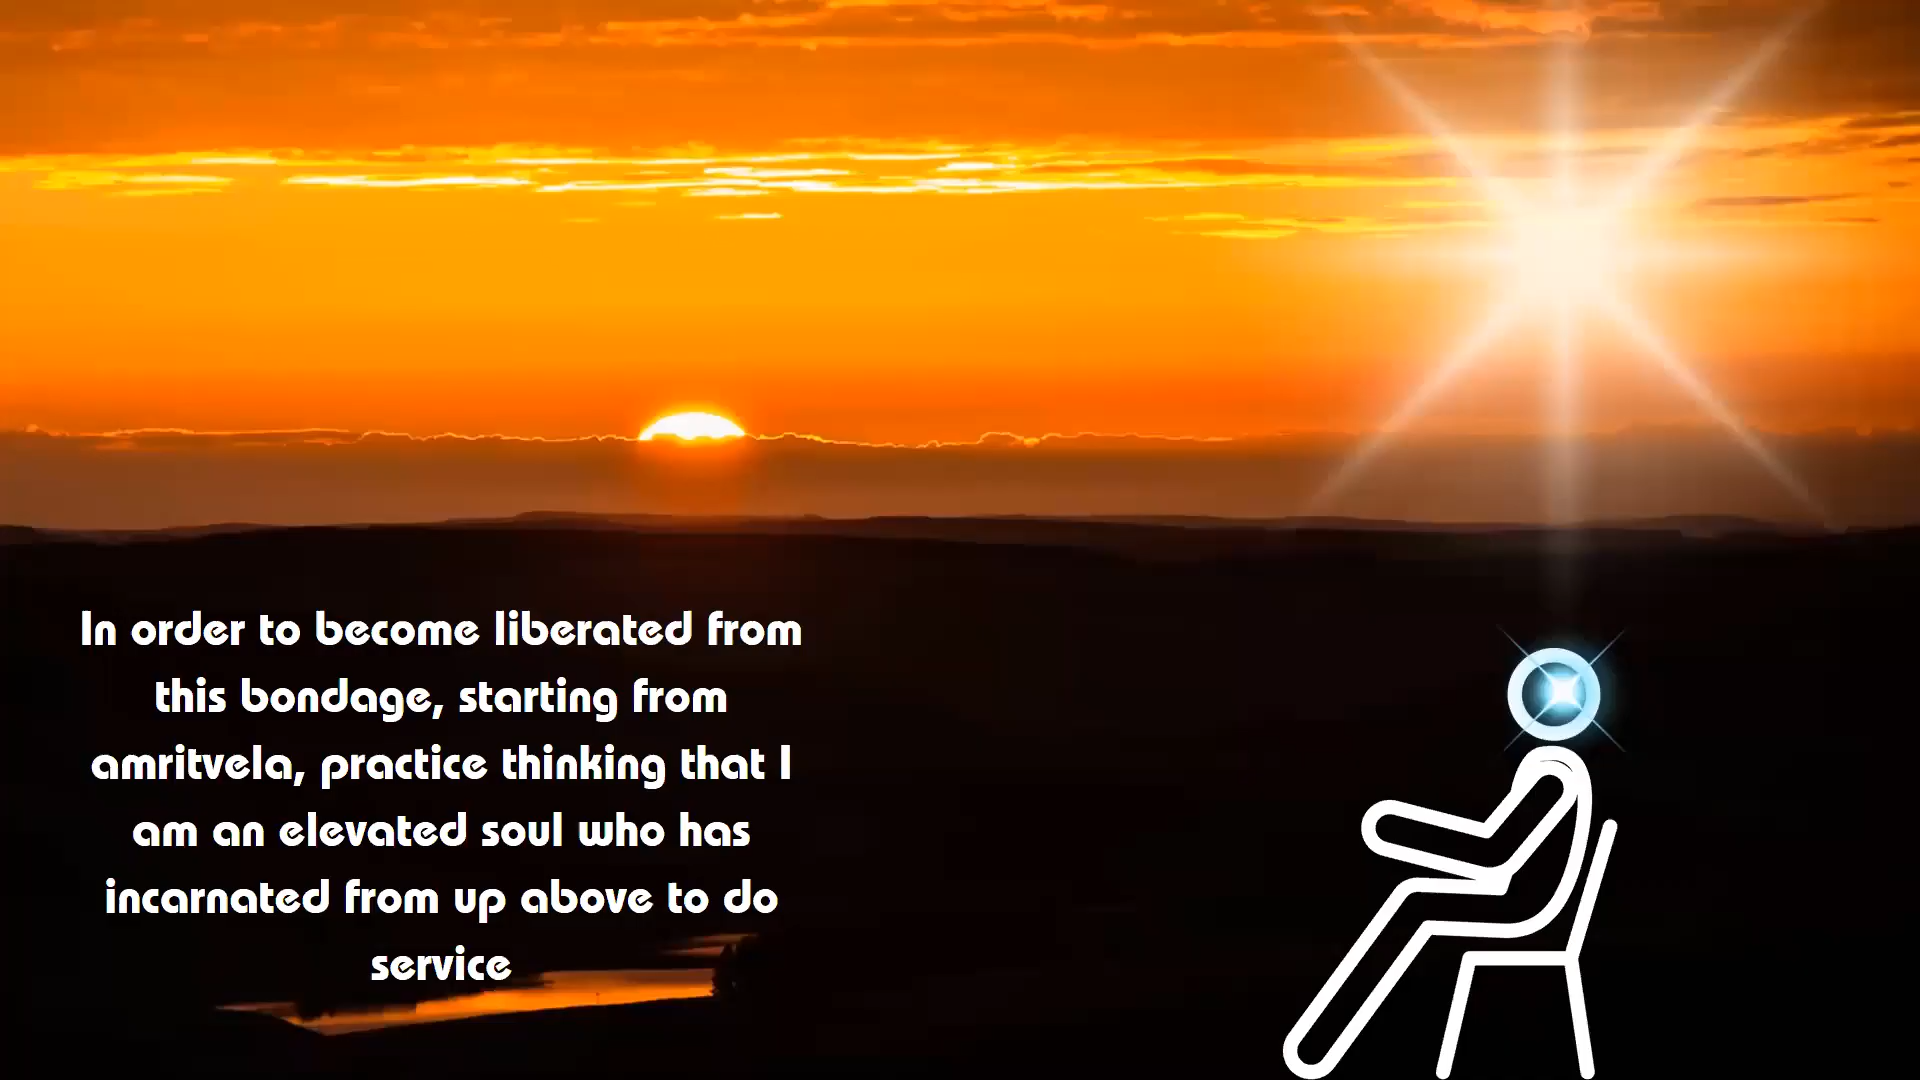 In order to become liberated from
this bondage, starting from
amritvela, practice thinking that I
am an elevated soul who has
incarnated from up above to do
service